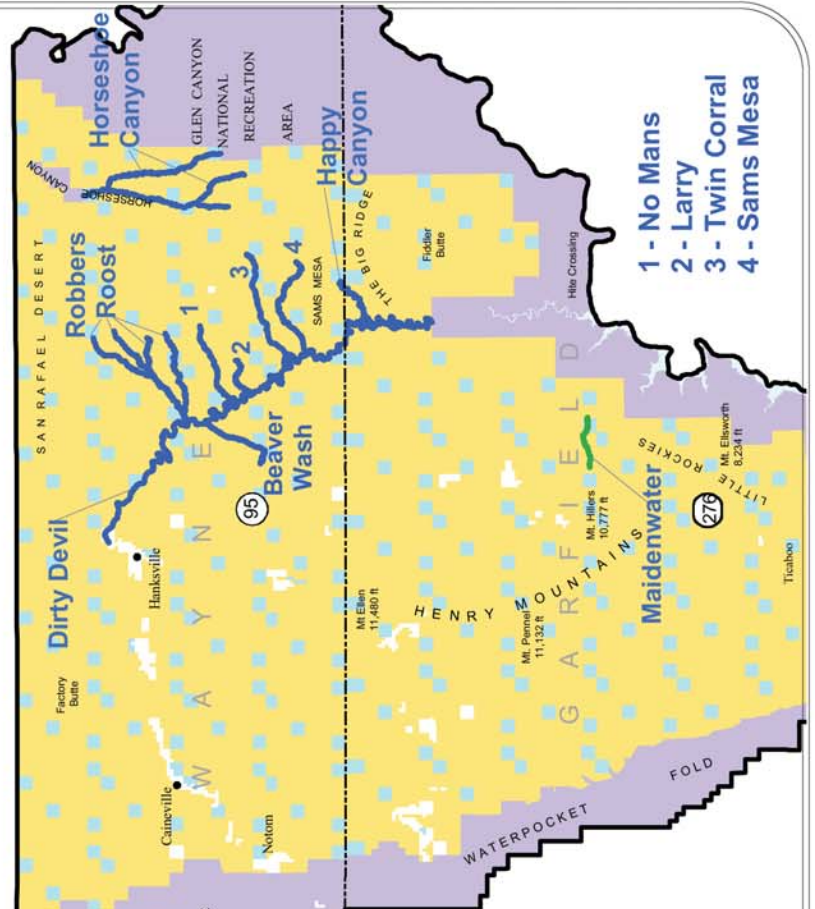 SAN RAFAEL DESERT
HORSESHOE
CANYON
Horseshoe
Canyon
GLEN CANYON
NATIONAL
RECREATION
AREA
Robbers
Roost
Dirty Devil
Factory
Butte
Hanksville
Caineville
Notom
WAYNE
95
Beaver
Wash
1
2
3
4
SAMS MESA
Happy
Canyon
THE BIG RIDGE
Fiddler
Butte
Mt Ellen
11,480 ft
HENRY MOUNTAINS
Mt. Pennel
11,132 ft
GARFIELD
Mt. Hillers
10,777 ft
Hite Crossing
Maidenwater
LITTLE ROCKIES
276
Mt. Ellsworth
8,234 ft
Ticaboo
WATERPOCKET FOLD
1 - No Mans
2 - Larry
3 - Twin Corral
4 - Sams Mesa